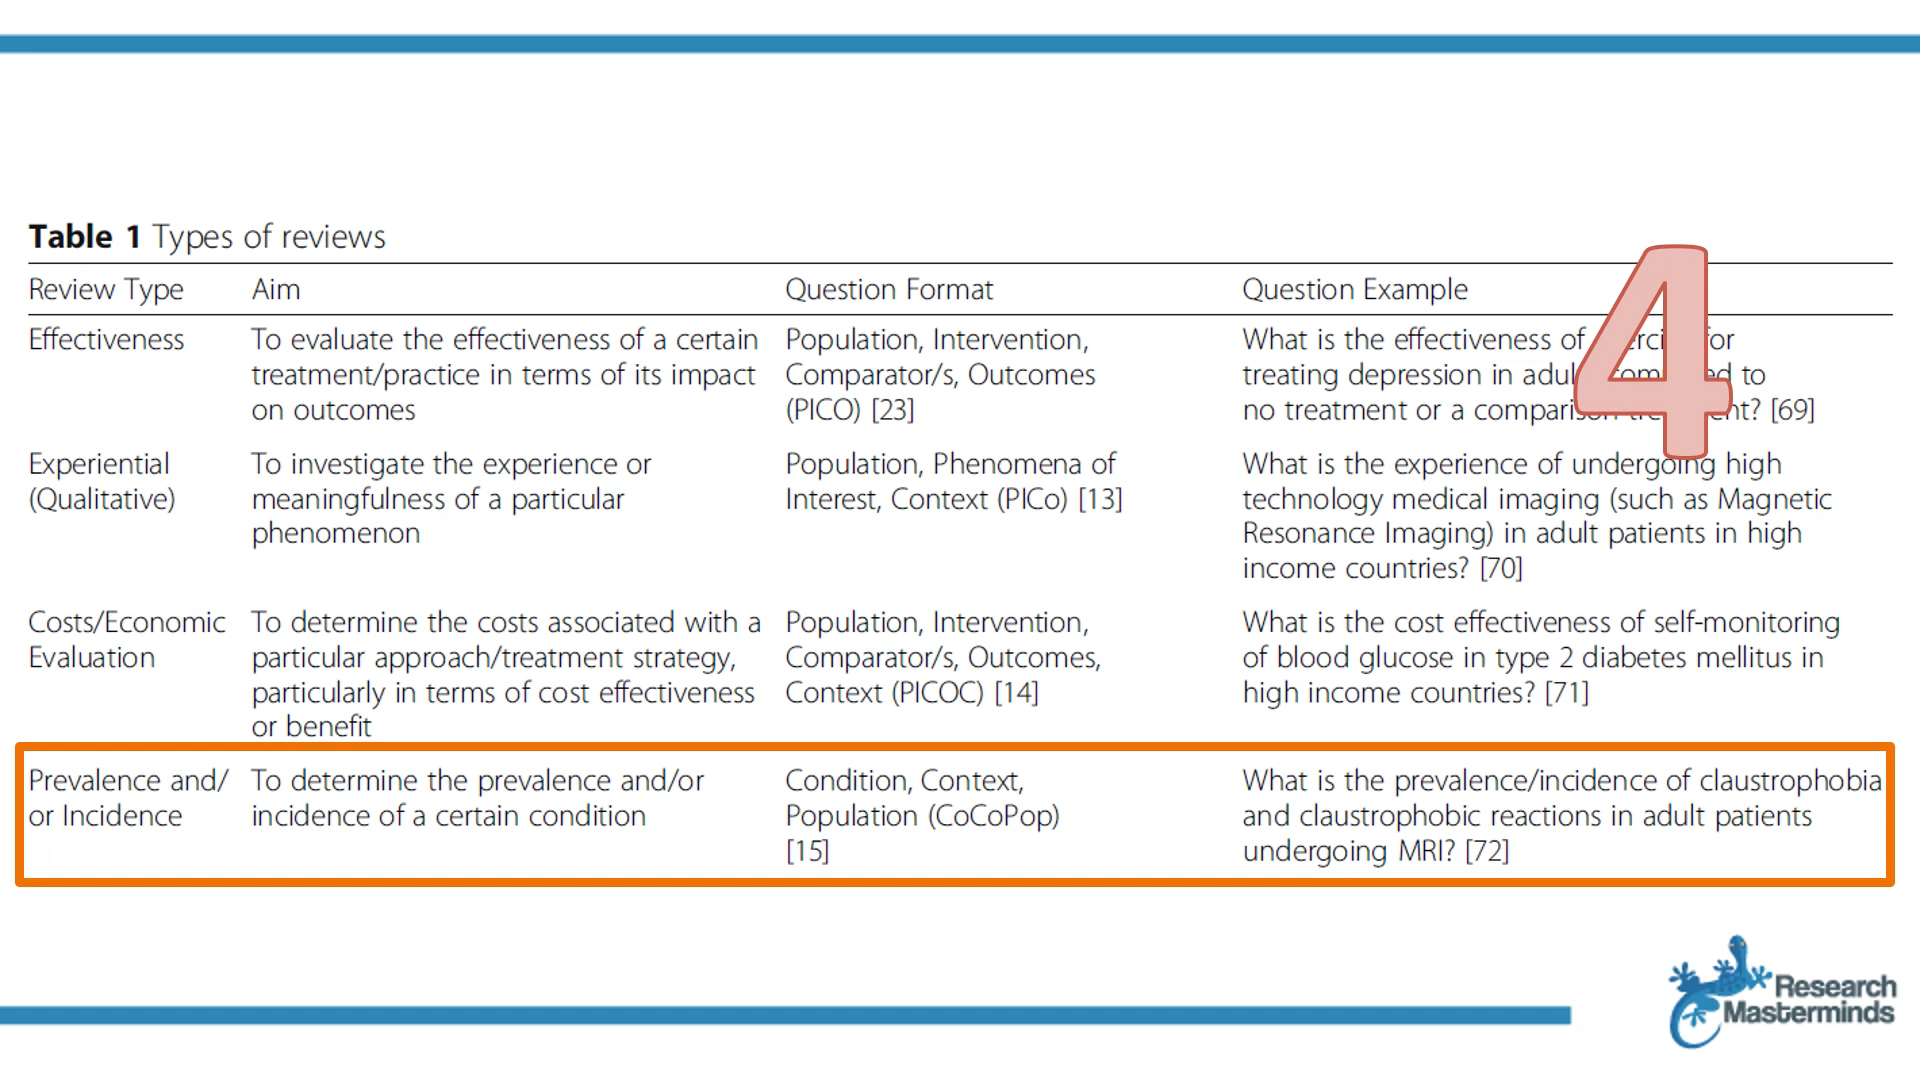 Table 1 Types of reviews
Review Type Aim Question Format Question Example
Effectiveness To evaluate the effectiveness of a certain Population, Intervention, What is the effectiveness of for
treatment/practice in terms of its impact Comparator/s, Outcomes treating depression in to
on outcomes (PICO) [23] no treatment or a comparison [69]
Experiential To investigate the experience or Population, Phenomena of What is the experience of undergoing high
(Qualitative) meaningfulness of a particular Interest, Context (PICo) [13] technology medical imaging (such as Magnetic
phenomenon Resonance Imaging) in adult patients in high
income countries? [70]
Costs/Economic To determine the costs associated with a Population, Intervention, What is the cost effectiveness of self-monitoring
Evaluation particular approach/treatment strategy, Comparator/s, Outcomes, of blood glucose in type 2 diabetes mellitus in
particularly in terms of cost effectiveness Context (PICOC) [14] high income countries? [71]
or benefit
Prevalence and/ To determine the prevalence and/or Condition, Context, What is the prevalence/incidence of claustrophobia
or Incidence incidence of a certain condition Population (CoCoPop) and claustrophobic reactions in adult patients
[15] undergoing MRI? [72]
4
Research
Masterminds